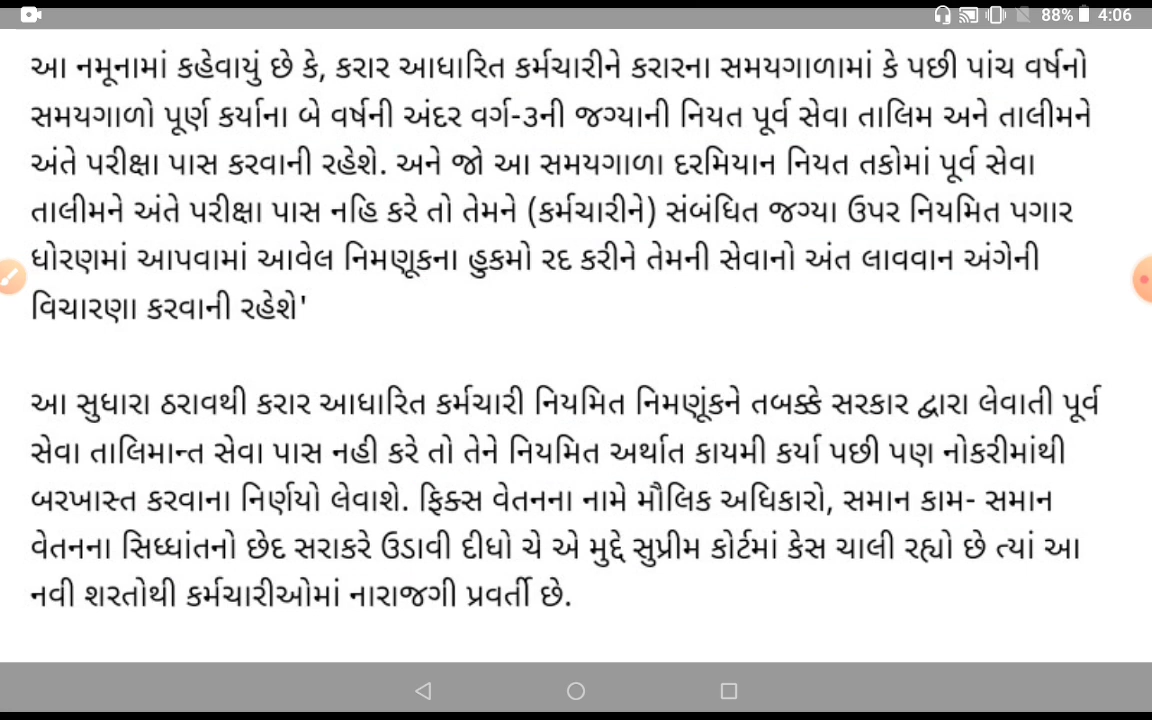 88% 4:06
આ નમૂનામાં કહેવાયું છે કે, કરાર આધારિત કર્મચારીને કરારના સમયગાળામાં કે પછી પાંચ વર્ષનો
સમયગાળો પૂર્ણ કર્યાના બે વર્ષની અંદર વર્ગ-૩ની જગ્યાની નિયત પૂર્વ સેવા તાલિમ અને તાલીમને
અંતે પરીક્ષા પાસ કરવાની રહેશે. અને જો આ સમયગાળા દરમિયાન નિયત તકોમાં પૂર્વ સેવા
તાલીમને અંતે પરીક્ષા પાસ નહિ કરે તો તેમને (કર્મચારીને) સંબંધિત જગ્યા ઉપર નિયમિત પગાર
ધોરણમાં આપવામાં આવેલ નિમણૂકના હુકમો રદ કરીને તેમની સેવાનો અંત લાવવાન અંગેની
વિચારણા કરવાની રહેશે'
આ સુધારા ઠરાવથી કરાર આધારિત કર્મચારી નિયમિત નિમણૂંકને તબક્કે સરકાર દ્વારા લેવાતી પૂર્વ
સેવા તાલિમાન્ત સેવા પાસ નહી કરે તો તેને નિયમિત અર્થાત કાયમી કર્યા પછી પણ નોકરીમાંથી
બરખાસ્ત કરવાના નિર્ણયો લેવાશે. ફિક્સ વેતનના નામે મૌલિક અધિકારો, સમાન કામ- સમાન
વેતનના સિધ્ધાંતનો છેદ સરાકરે ઉડાવી દીધો ચે એ મુદ્દે સુપ્રીમ કોર્ટમાં કેસ ચાલી રહ્યો છે ત્યાં આ
નવી શરતોથી કર્મચારીઓમાં નારાજગી પ્રવર્તી છે.